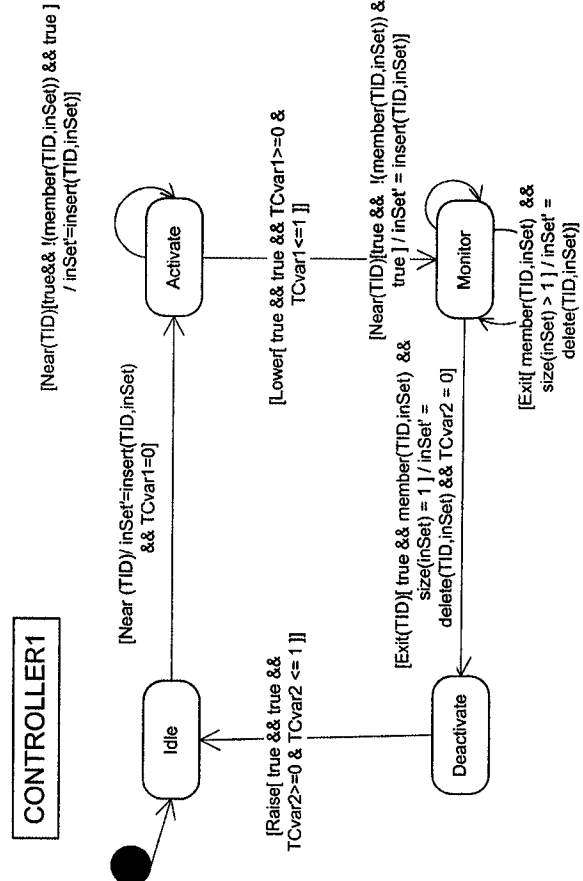 CONTROLLER1
[Near(TID)[true&& !(member(TID,inSet)) && true ]
/ inSet'=insert(TID,inSet)]
Idle
[Near (TID)/ inSet'=insert(TID,inSet)
&& TCvar1=0]
Activate
[Raise[ true && true &&
TCvar2>=0 & TCvar2 <= 1 ]]
[Lower[ true && true && TCvar1>=0 &
TCvar1<=1 ]]
[Near(TID)[true && !(member(TID,inSet)) &
true ] / inSet' = insert(TID,inSet)]
Deactivate
[Exit(TID)[ true && member(TID,inSet) &&
size(inSet) = 1 ] / inSet' =
delete(TID,inSet) && TCvar2 = 0]
Monitor
[Exit[ member(TID,inSet) &&
size(inSet) > 1 ] / inSet' =
delete(TID,inSet)]